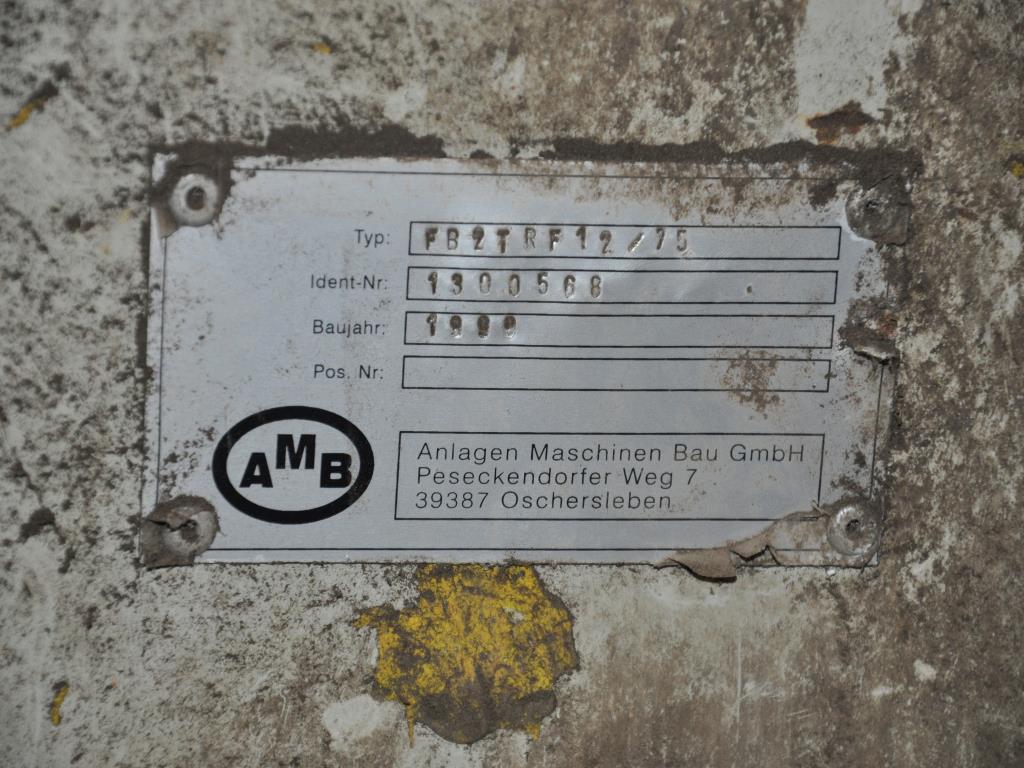 Typ: FB2TRF12/75
Ident-Nr: 1300568
Baujahr: 1999
Pos. Nr:
AMB
Anlagen Maschinen Bau GmbH
Peseckendorfer Weg 7
39387 Oschersleben